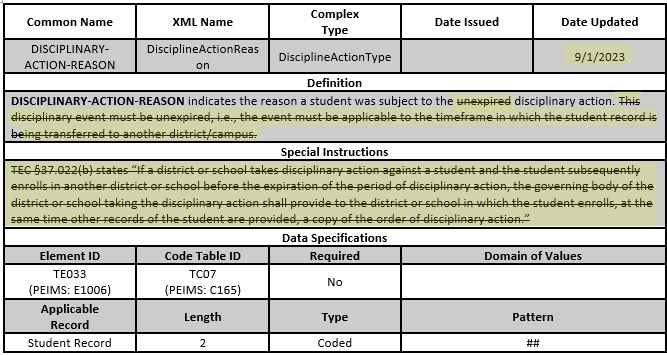 Common Name XML Name Complex Type Date Issued Date Updated
DISCIPLINARY-ACTION-REASON DisciplineActionReason DisciplineActionType 9/1/2023
Definition
DISCIPLINARY-ACTION-REASON indicates the reason a student was subject to the unexpired disciplinary action. This
disciplinary event must be unexpired, i.e., the event must be applicable to the timeframe in which the student record is
being transferred to another district/campus.
Special Instructions
TEC §37.022(b) states “If a district or school takes disciplinary action against a student and the student subsequently
enrolls in another district or school before the expiration of the period of disciplinary action, the governing body of the
district or school taking the disciplinary action shall provide to the district or school in which the student enrolls, at the
same time other records of the student are provided, a copy of the order of disciplinary action.”
Data Specifications
Element ID Code Table ID Required Domain of Values
TE033 TC07 No
(PEIMS: E1006) (PEIMS: C165)
Applicable Record Length Type Pattern
Student Record 2 Coded ##